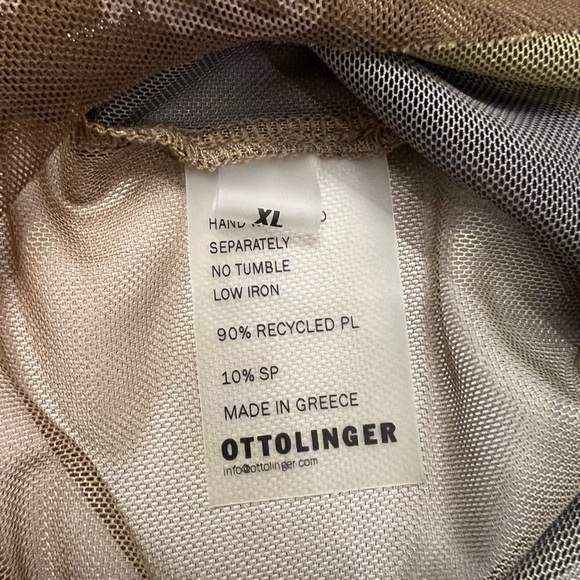 XL
HAND
SEPARATELY
NO TUMBLE
LOW IRON
90% RECYCLED PL
10% SP
MADE IN GREECE
OTTOLINGER
info@ottolinger.com